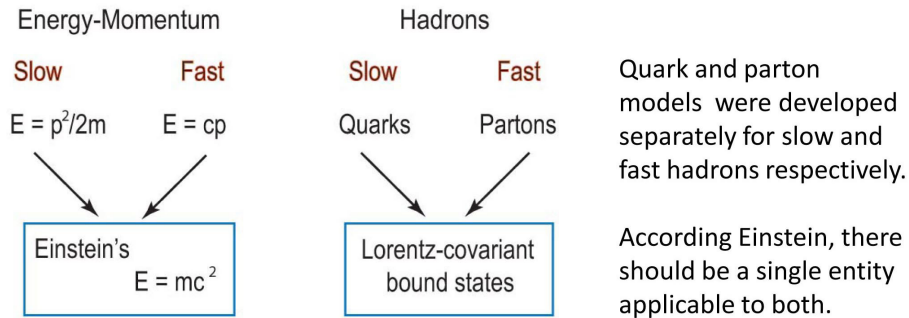 Energy-Momentum
Slow Fast
E = p²/2m E = cp
Einstein's
E = mc²
Hadrons
Slow Fast
Quarks Partons
Lorentz-covariant
bound states
Quark and parton
models were developed
separately for slow and
fast hadrons respectively.
According Einstein, there
should be a single entity
applicable to both.